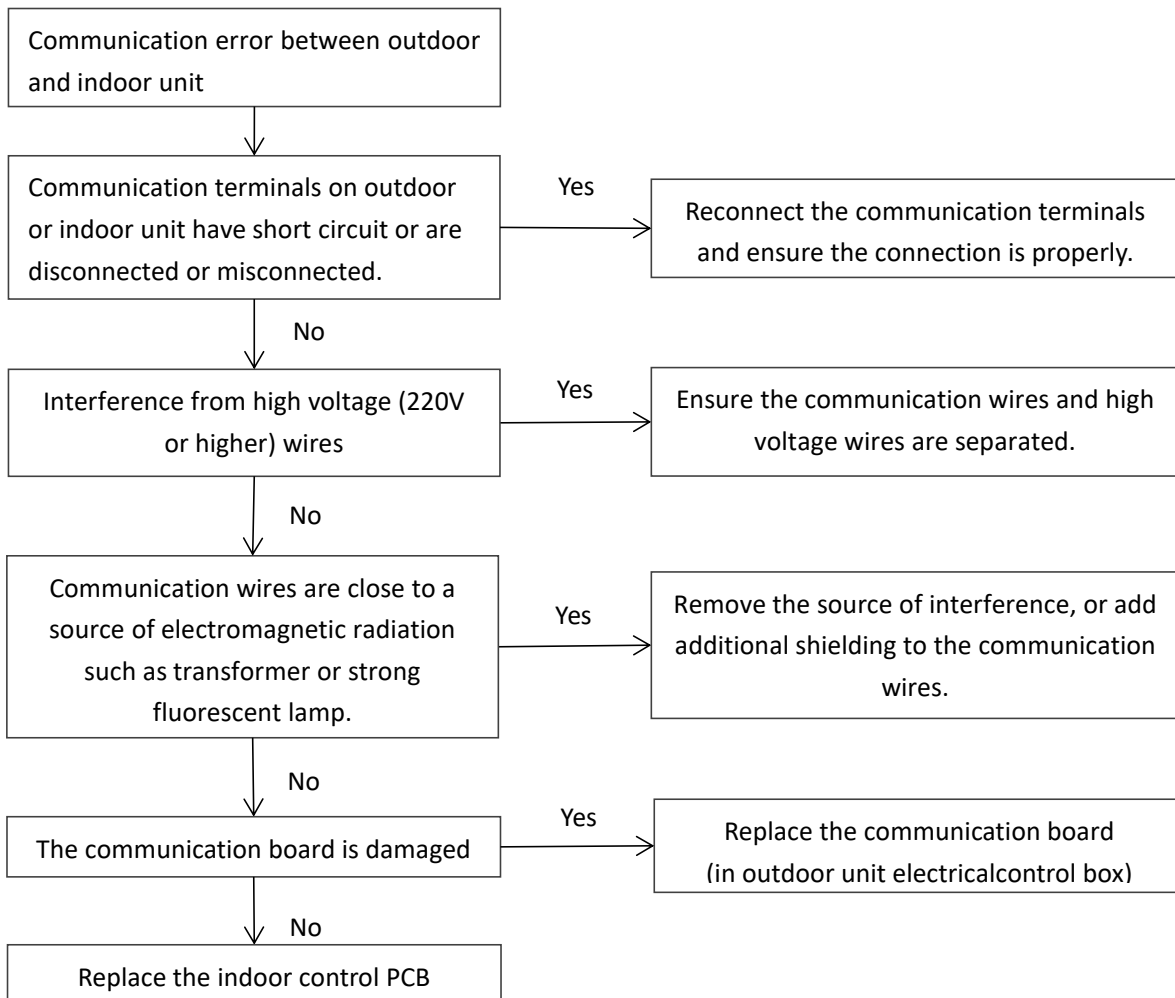 Communication error between outdoor
and indoor unit
Communication terminals on outdoor
or indoor unit have short circuit or are
disconnected or misconnected.
Yes
Reconnect the communication terminals
and ensure the connection is properly.
No
Interference from high voltage (220V
or higher) wires
Yes
Ensure the communication wires and high
voltage wires are separated.
No
Communication wires are close to a
source of electromagnetic radiation
such as transformer or strong
fluorescent lamp.
Yes
Remove the source of interference, or add
additional shielding to the communication
wires.
No
The communication board is damaged
Yes
Replace the communication board
(in outdoor unit electricalcontrol box)
No
Replace the indoor control PCB